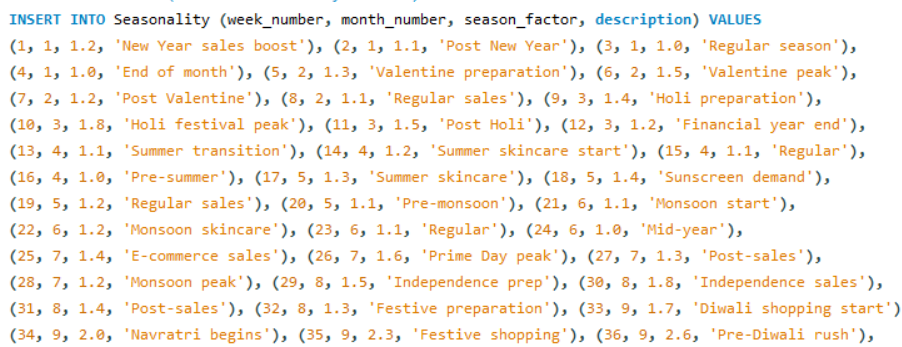 INSERT INTO Seasonality (week_number, month_number, season_factor, description) VALUES
(1, 1, 1.2, 'New Year sales boost'), (2, 1, 1.1, 'Post New Year'), (3, 1, 1.0, 'Regular season'),
(4, 1, 1.0, 'End of month'), (5, 2, 1.3, 'Valentine preparation'), (6, 2, 1.5, 'Valentine peak'),
(7, 2, 1.2, 'Post Valentine'), (8, 2, 1.1, 'Regular sales'), (9, 3, 1.4, 'Holi preparation'),
(10, 3, 1.8, 'Holi festival peak'), (11, 3, 1.5, 'Post Holi'), (12, 3, 1.2, 'Financial year end'),
(13, 4, 1.1, 'Summer transition'), (14, 4, 1.2, 'Summer skincare start'), (15, 4, 1.1, 'Regular'),
(16, 4, 1.0, 'Pre-summer'), (17, 5, 1.3, 'Summer skincare'), (18, 5, 1.4, 'Sunscreen demand'),
(19, 5, 1.2, 'Regular sales'), (20, 5, 1.1, 'Pre-monsoon'), (21, 6, 1.1, 'Monsoon start'),
(22, 6, 1.2, 'Monsoon skincare'), (23, 6, 1.1, 'Regular'), (24, 6, 1.0, 'Mid-year'),
(25, 7, 1.4, 'E-commerce sales'), (26, 7, 1.6, 'Prime Day peak'), (27, 7, 1.3, 'Post-sales'),
(28, 7, 1.2, 'Monsoon peak'), (29, 8, 1.5, 'Independence prep'), (30, 8, 1.8, 'Independence sales'),
(31, 8, 1.4, 'Post-sales'), (32, 8, 1.3, 'Festive preparation'), (33, 9, 1.7, 'Diwali shopping start')
(34, 9, 2.0, 'Navratri begins'), (35, 9, 2.3, 'Festive shopping'), (36, 9, 2.6, 'Pre-Diwali rush'),